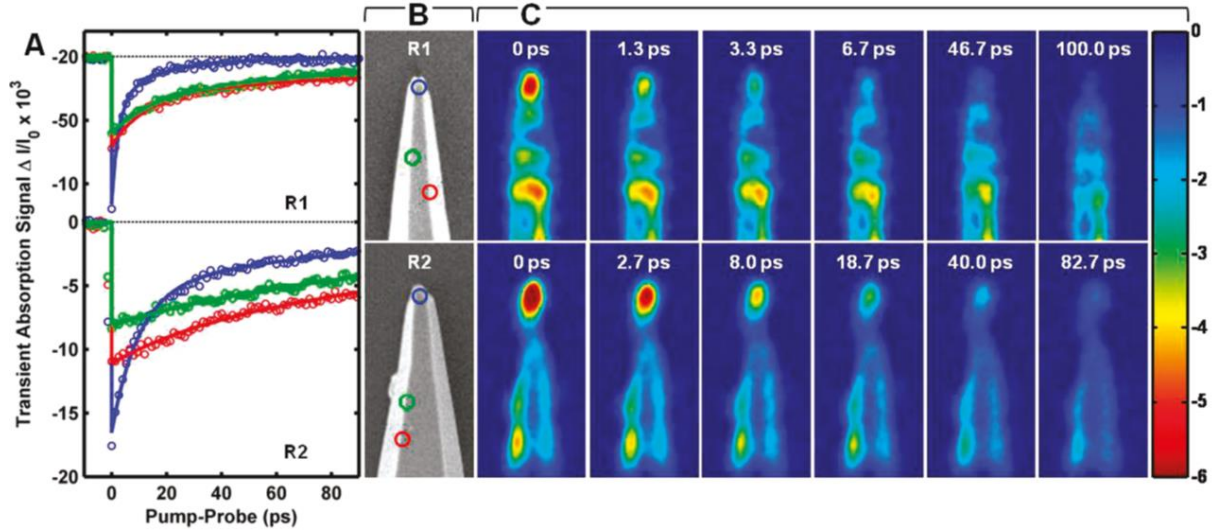 A
B
C
Transient Absorption Signal Δ I/I₀ x 10³
-20
-50
-10
R1
0
-5
-10
-15
-20
R2
0 20 40 60 80
Pump-Probe (ps)
R1
R2
0 ps 1.3 ps 3.3 ps 6.7 ps 46.7 ps 100.0 ps
0 ps 2.7 ps 8.0 ps 18.7 ps 40.0 ps 82.7 ps
0
-1
-2
-3
-4
-5
-6